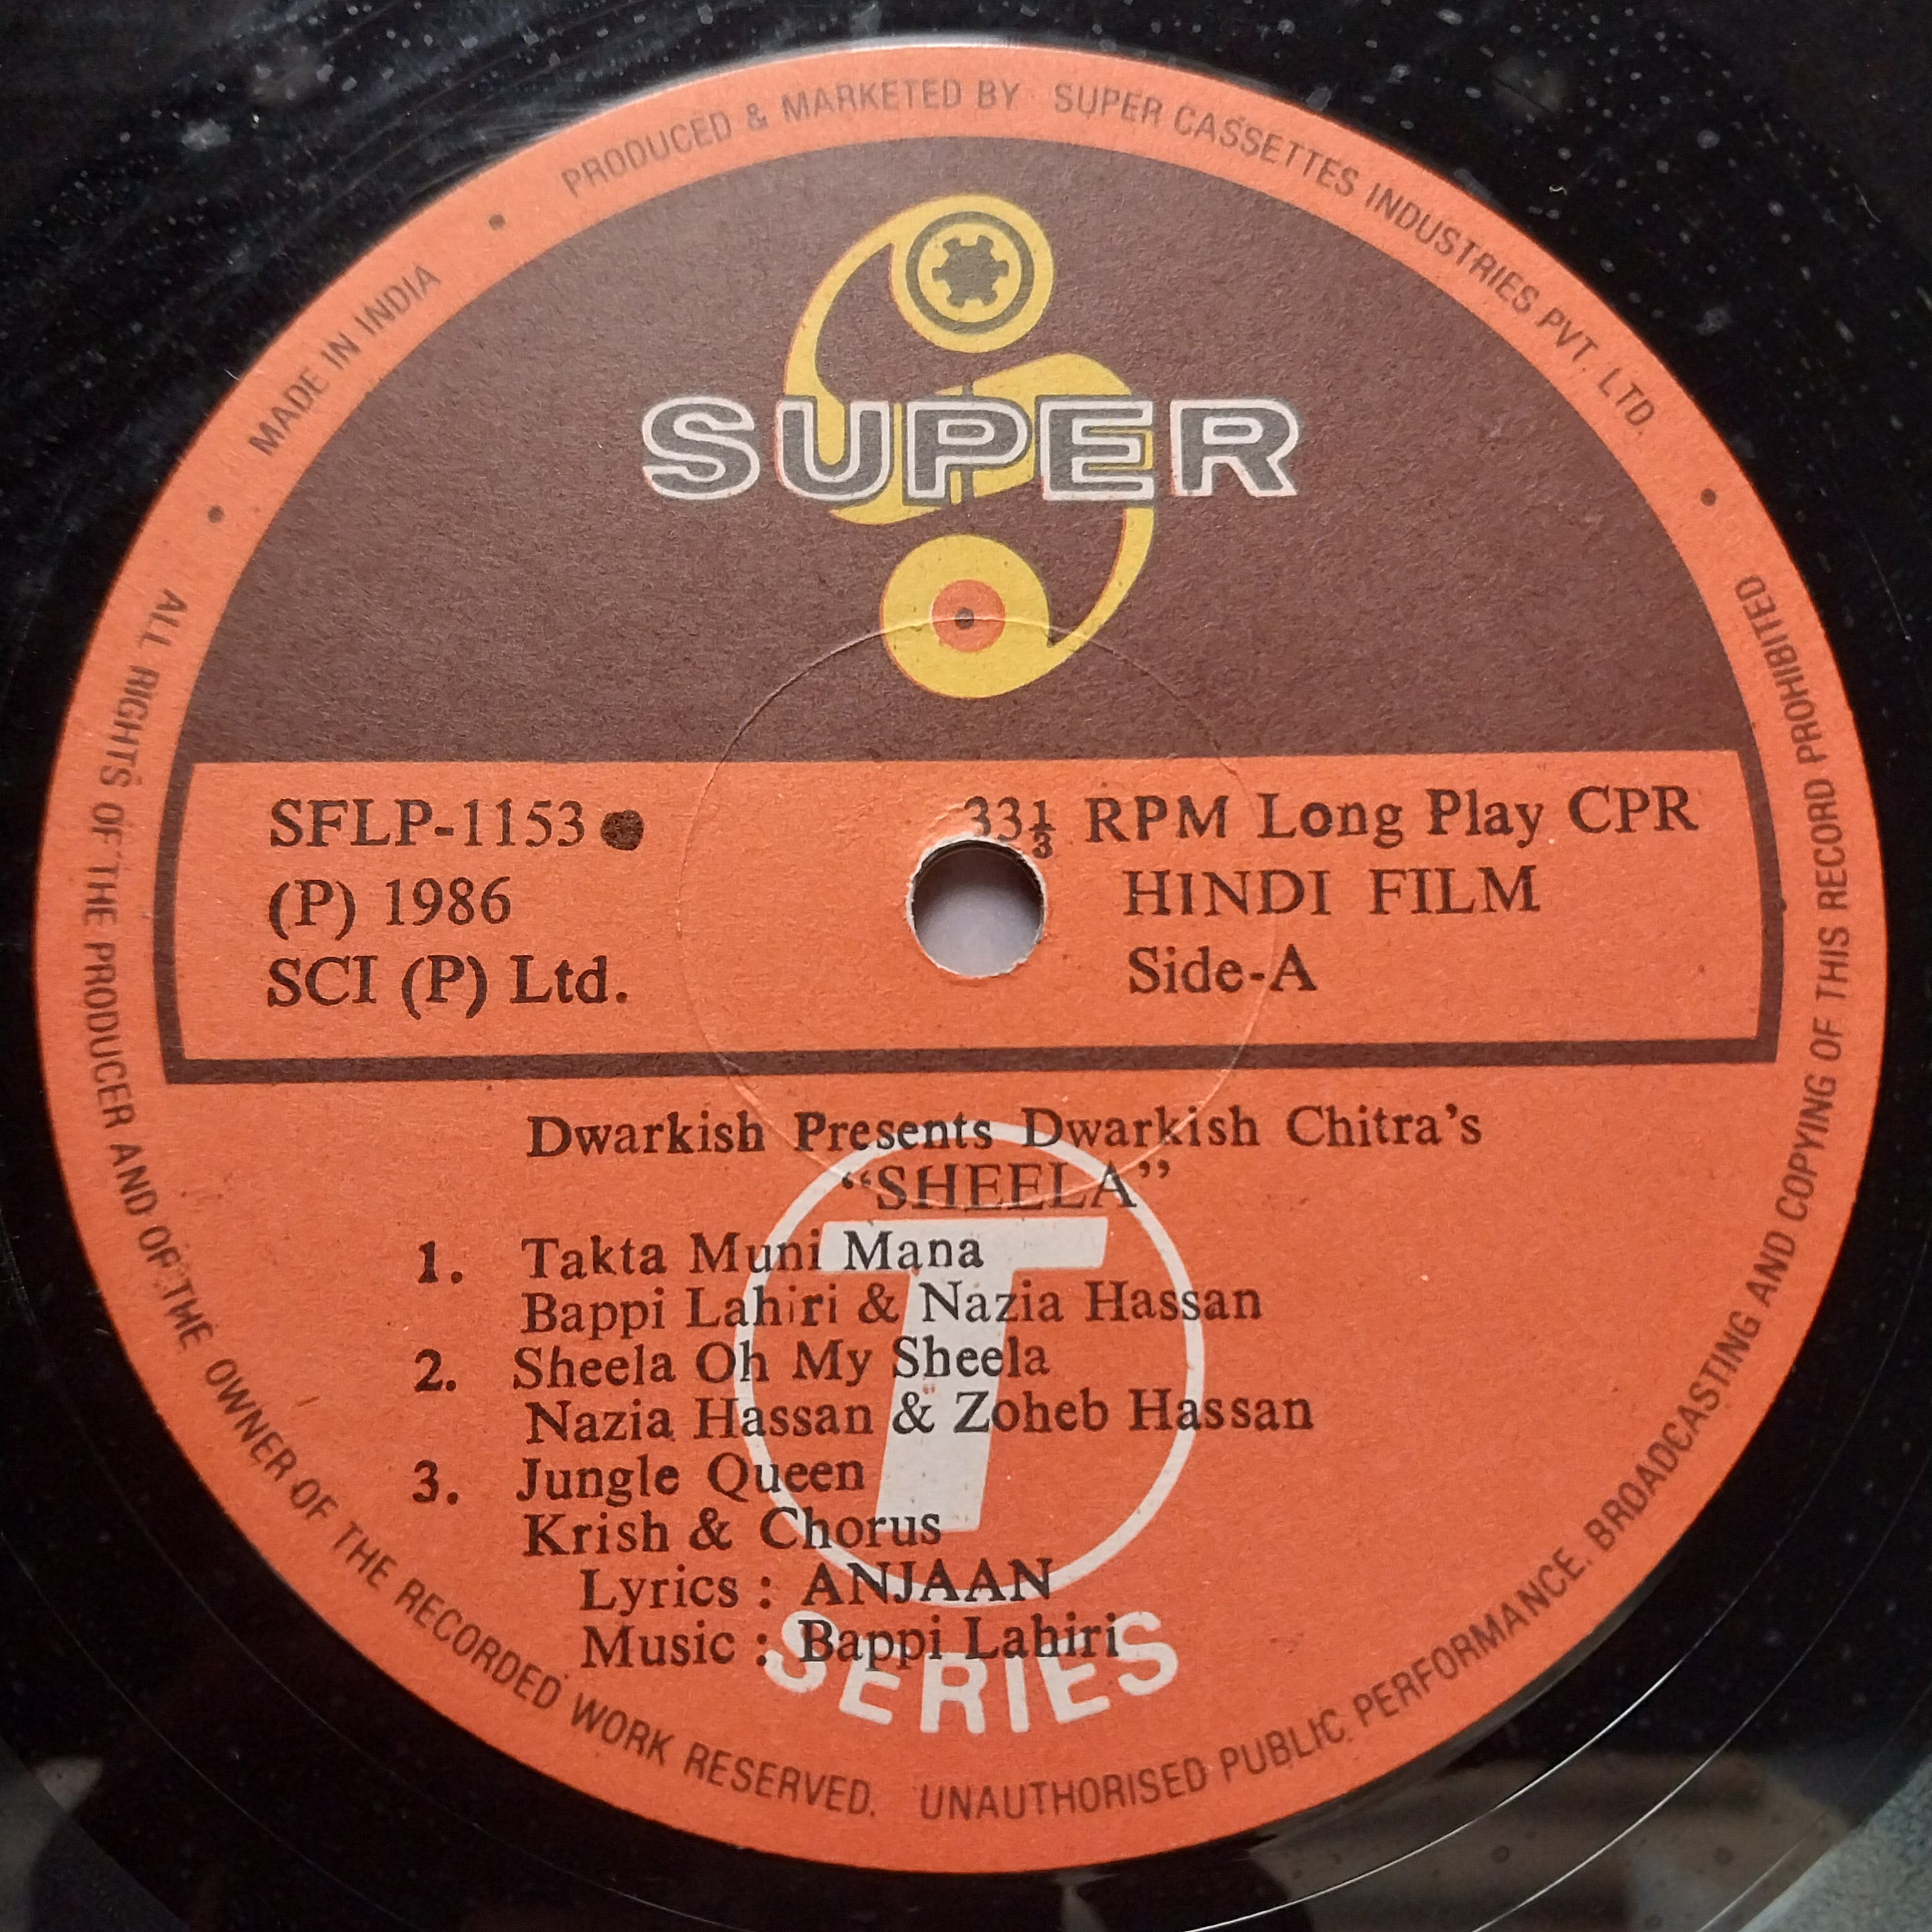 MADE IN INDIA • PRODUCED & MARKETED BY SUPER CASSETTES INDUSTRIES PVT. LTD. •
SUPER
SFLP-1153
(P) 1986
SCI (P) Ltd.
33⅓ RPM Long Play CPR
HINDI FILM
Side-A
Dwarkish Presents Dwarkish Chitra's
"SHEELA"
1. Takta Muni Mana
Bappi Lahiri & Nazia Hassan
2. Sheela Oh My Sheela
Nazia Hassan & Zoheb Hassan
3. Jungle Queen
Krish & Chorus
Lyrics : ANJAAN
Music : Bappi Lahiri
T
SERIES
• ALL RIGHTS OF THE PRODUCER AND OF THE OWNER OF THE RECORDED WORK RESERVED. UNAUTHORISED PUBLIC PERFORMANCE. BROADCASTING AND COPYING OF THIS RECORD PROHIBITED